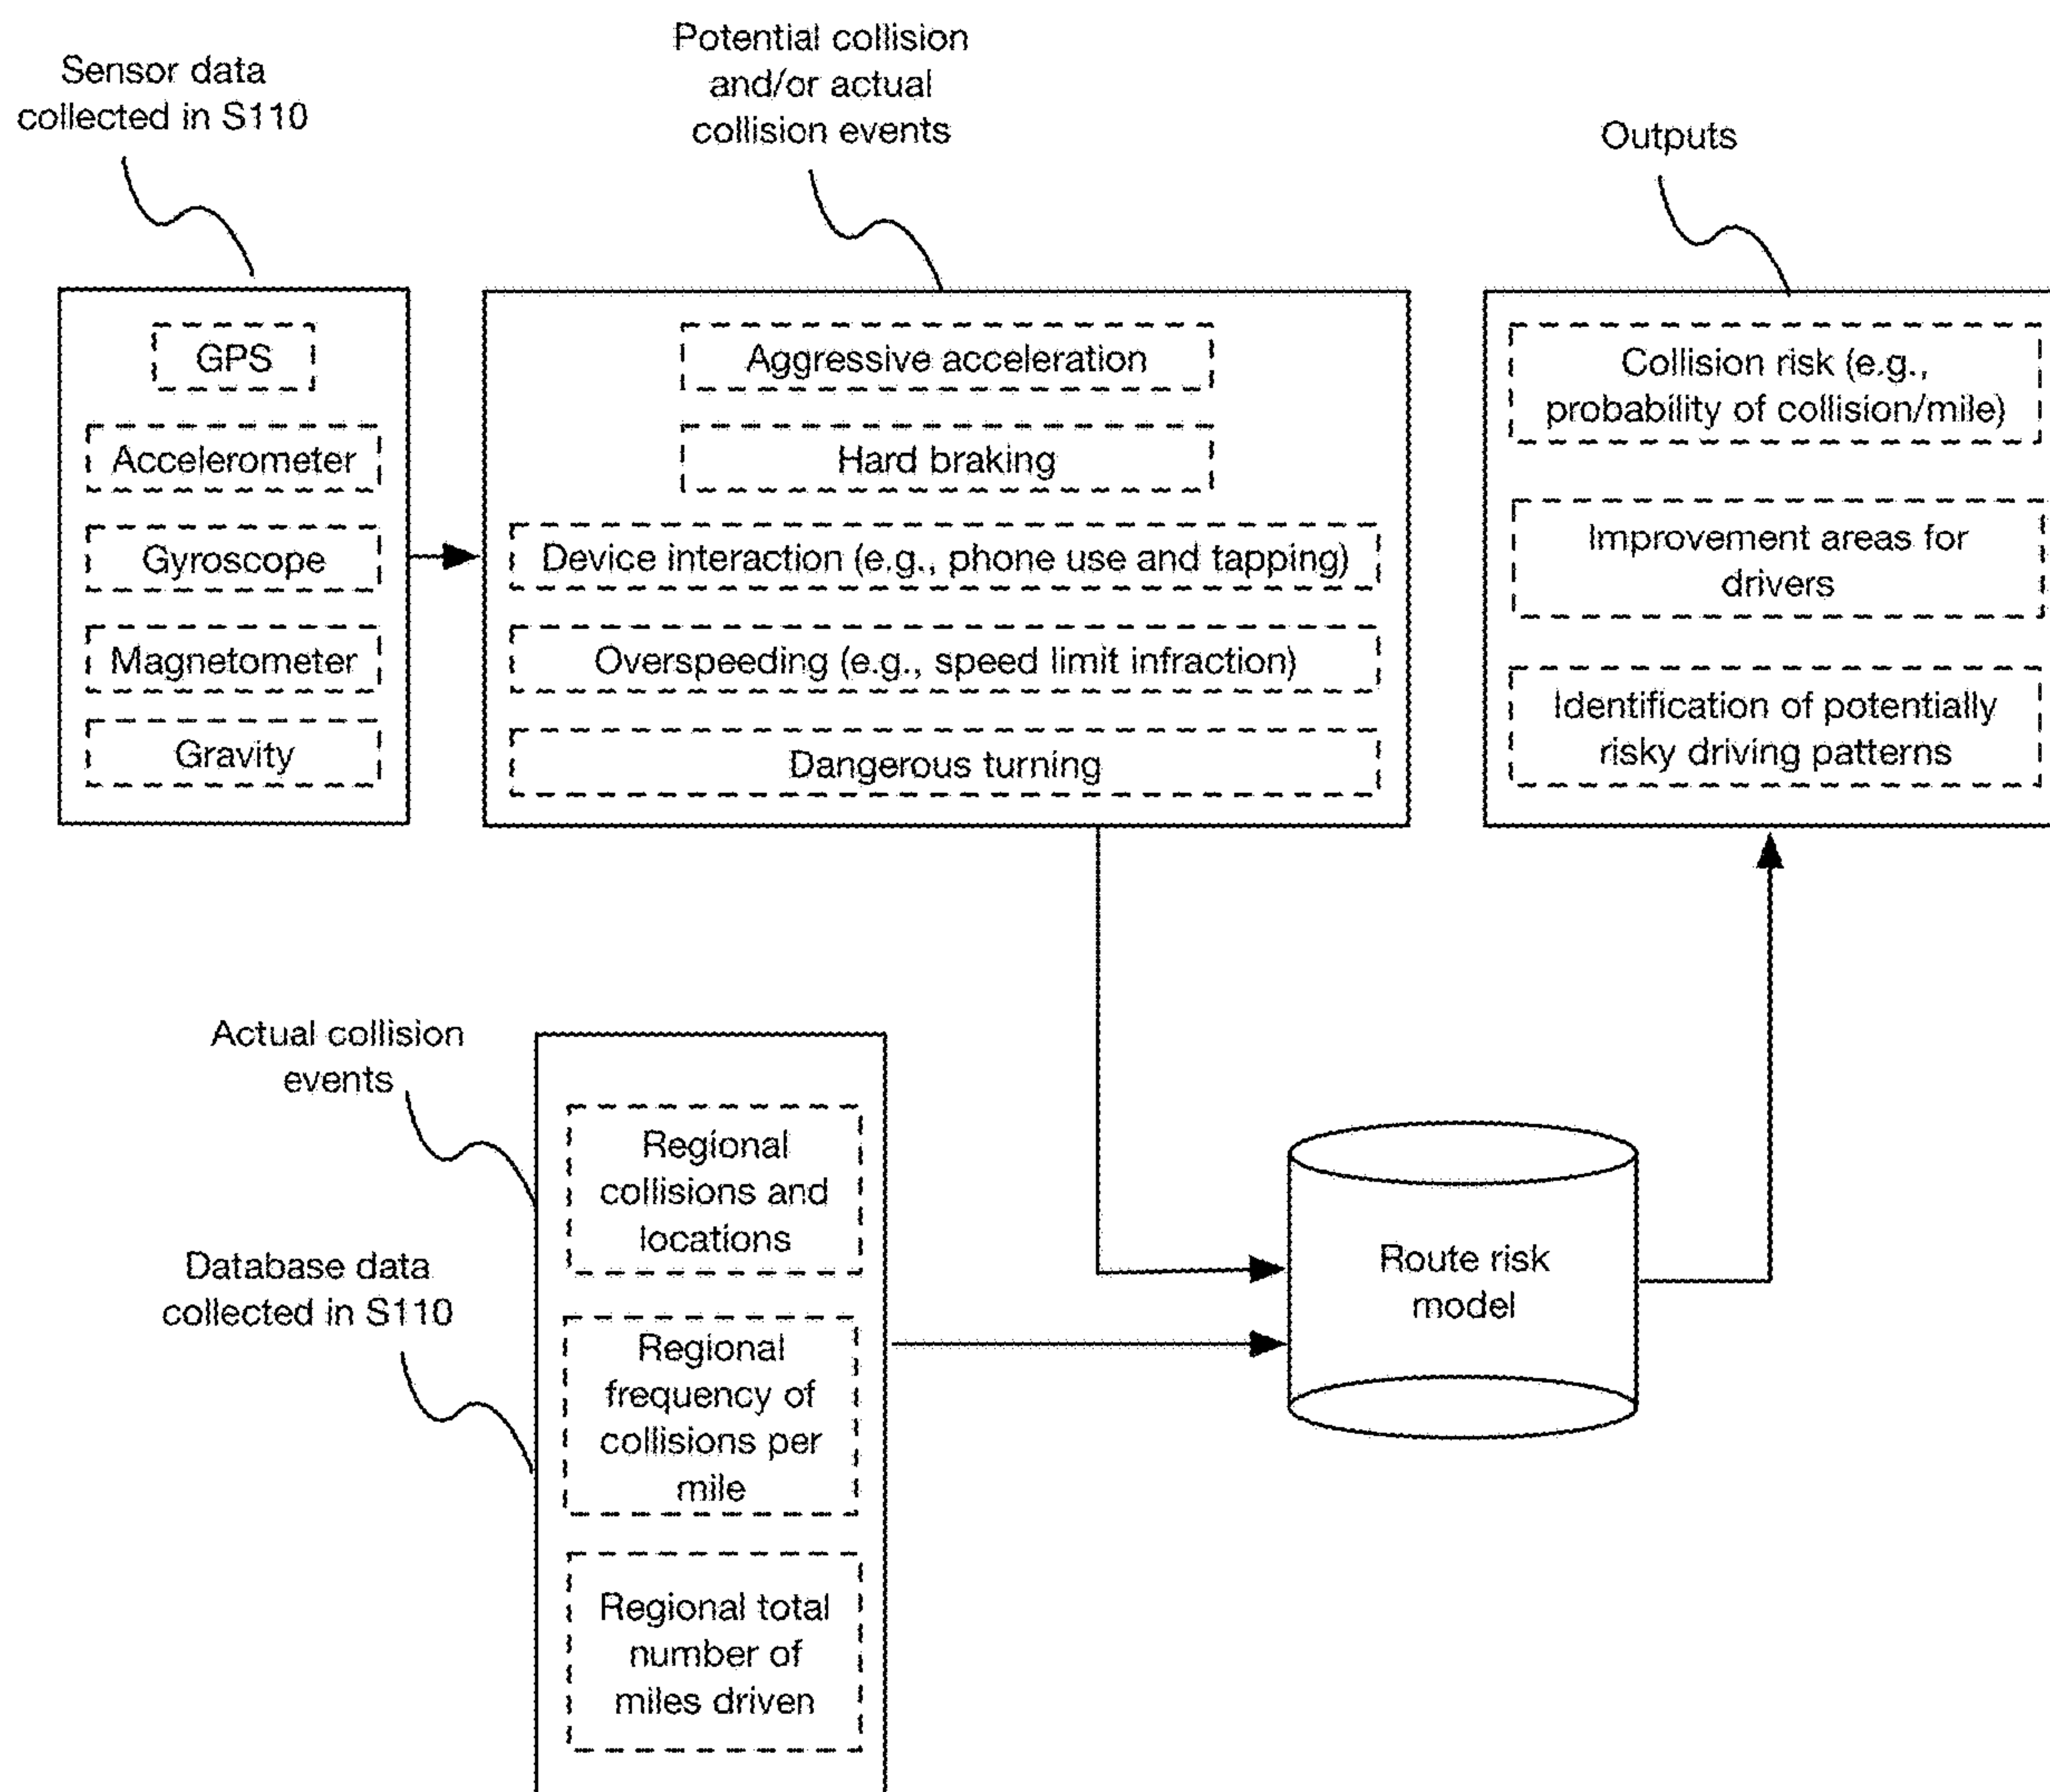 Sensor data
collected in S110
Potential collision
and/or actual
collision events
Outputs
GPS
Accelerometer
Gyroscope
Magnetometer
Gravity
Aggressive acceleration
Hard braking
Device interaction (e.g., phone use and tapping)
Overspeeding (e.g., speed limit infraction)
Dangerous turning
Collision risk (e.g.,
probability of collision/mile)
Improvement areas for
drivers
Identification of potentially
risky driving patterns
Actual collision
events
Database data
collected in S110
Regional
collisions and
locations
Regional
frequency of
collisions per
mile
Regional total
number of
miles driven
Route risk
model